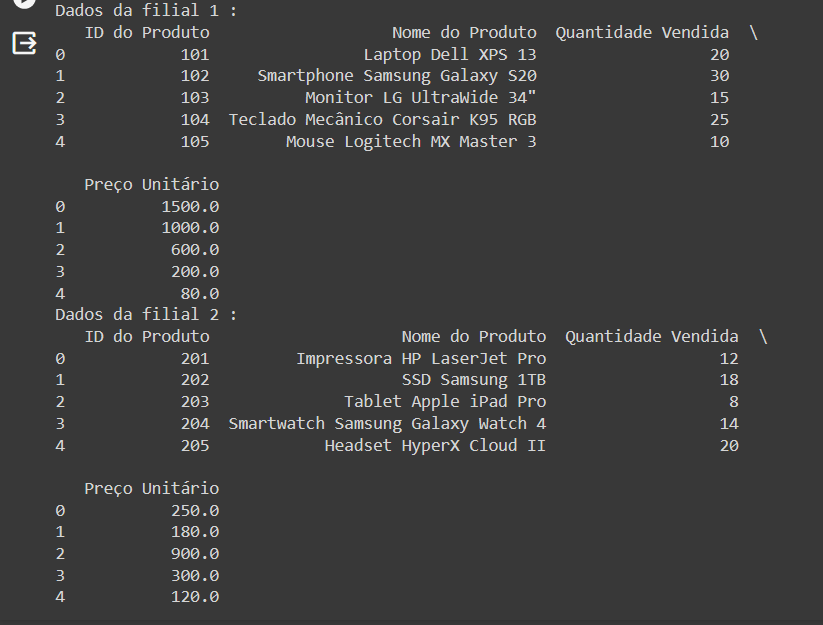 Dados da filial 1 :
ID do Produto Nome do Produto Quantidade Vendida \
0 101 Laptop Dell XPS 13 20
1 102 Smartphone Samsung Galaxy S20 30
2 103 Monitor LG UltraWide 34" 15
3 104 Teclado Mecânico Corsair K95 RGB 25
4 105 Mouse Logitech MX Master 3 10
Preço Unitário
0 1500.0
1 1000.0
2 600.0
3 200.0
4 80.0
Dados da filial 2 :
ID do Produto Nome do Produto Quantidade Vendida \
0 201 Impressora HP LaserJet Pro 12
1 202 SSD Samsung 1TB 18
2 203 Tablet Apple iPad Pro 8
3 204 Smartwatch Samsung Galaxy Watch 4 14
4 205 Headset HyperX Cloud II 20
Preço Unitário
0 250.0
1 180.0
2 900.0
3 300.0
4 120.0